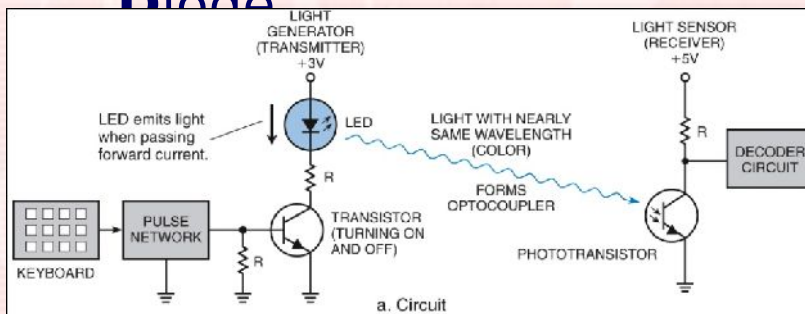 Diode
LIGHT
GENERATOR
(TRANSMITTER)
+3V
LIGHT SENSOR
(RECEIVER)
+5V
LED emits light
when passing
forward current.
LED
LIGHT WITH NEARLY
SAME WAVELENGTH
(COLOR)
FORMS
OPTOCOUPLER
R
DECODER
CIRCUIT
R
PULSE
NETWORK
TRANSISTOR
(TURNING ON
AND OFF)
R
PHOTOTRANSISTOR
KEYBOARD
a. Circuit